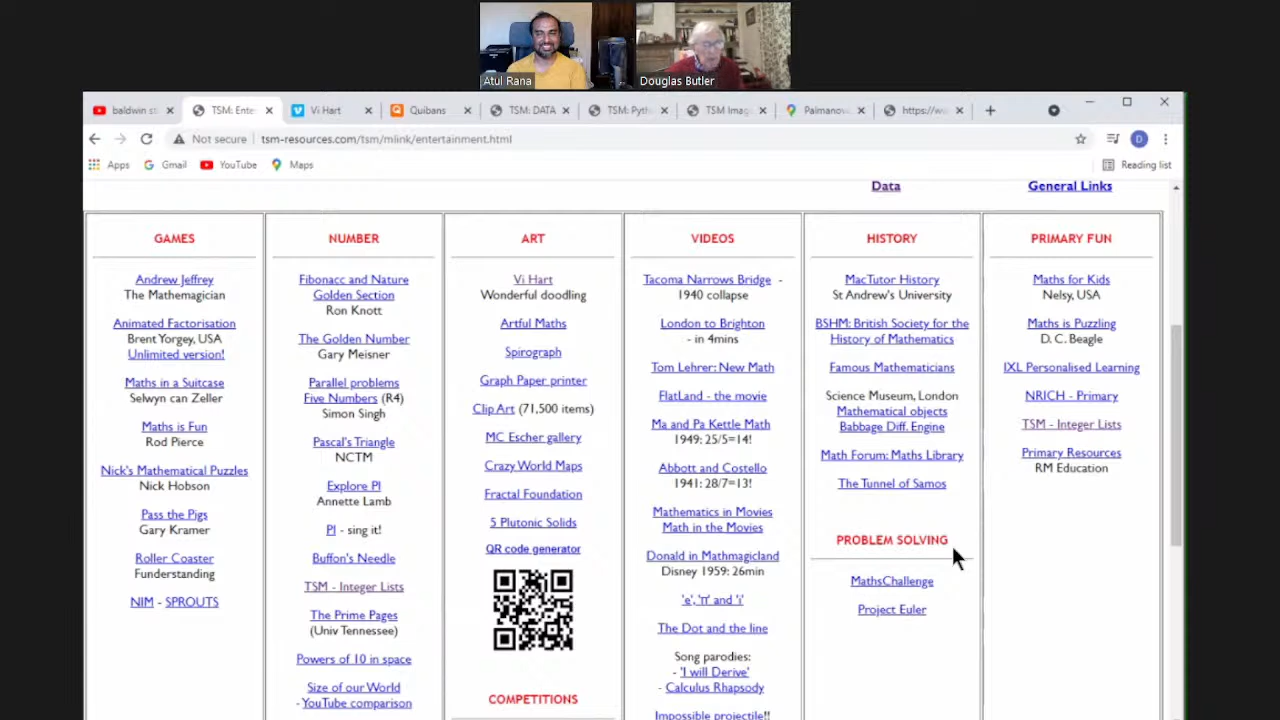 Atul Rana
Douglas Butler
baldwin st
TSM: Ente
Vi Hart
Quibans
TSM: DATA
TSM: Pyth
TSM Imag
Palmanov
https://w
Not secure
tsm-resources.com/tsm/mlink/entertainment.html
D
Apps
Gmail
YouTube
Maps
Reading list
Data
General Links
GAMES
Andrew Jeffrey
The Mathemagician
Animated Factorisation
Brent Yorgey, USA
Unlimited version!
Maths in a Suitcase
Selwyn can Zeller
Maths is Fun
Rod Pierce
Nick's Mathematical Puzzles
Nick Hobson
Pass the Pigs
Gary Kramer
Roller Coaster
Funderstanding
NIM - SPROUTS
NUMBER
Fibonacc and Nature
Golden Section
Ron Knott
The Golden Number
Gary Meisner
Parallel problems
Five Numbers (R4)
Simon Singh
Pascal's Triangle
NCTM
Explore PI
Annette Lamb
PI - sing it!
Buffon's Needle
TSM - Integer Lists
The Prime Pages
(Univ Tennessee)
Powers of 10 in space
Size of our World
- YouTube comparison
ART
Vi Hart
Wonderful doodling
Artful Maths
Spirograph
Graph Paper printer
Clip Art (71,500 items)
MC Escher gallery
Crazy World Maps
Fractal Foundation
5 Plutonic Solids
QR code generator
COMPETITIONS
VIDEOS
Tacoma Narrows Bridge -
1940 collapse
London to Brighton
- in 4mins
Tom Lehrer: New Math
FlatLand - the movie
Ma and Pa Kettle Math
1949: 25/5=14!
Abbott and Costello
1941: 28/7=13!
Mathematics in Movies
Math in the Movies
Donald in Mathmagicland
Disney 1959: 26min
'e', 'π' and 'i'
The Dot and the line
Song parodies:
- 'I will Derive'
- Calculus Rhapsody
Impossible projectile!!
HISTORY
MacTutor History
St Andrew's University
BSHM: British Society for the
History of Mathematics
Famous Mathematicians
Science Museum, London
Mathematical objects
Babbage Diff. Engine
Math Forum: Maths Library
The Tunnel of Samos
PROBLEM SOLVING
MathsChallenge
Project Euler
PRIMARY FUN
Maths for Kids
Nelsy, USA
Maths is Puzzling
D. C. Beagle
IXL Personalised Learning
NRICH - Primary
TSM - Integer Lists
Primary Resources
RM Education